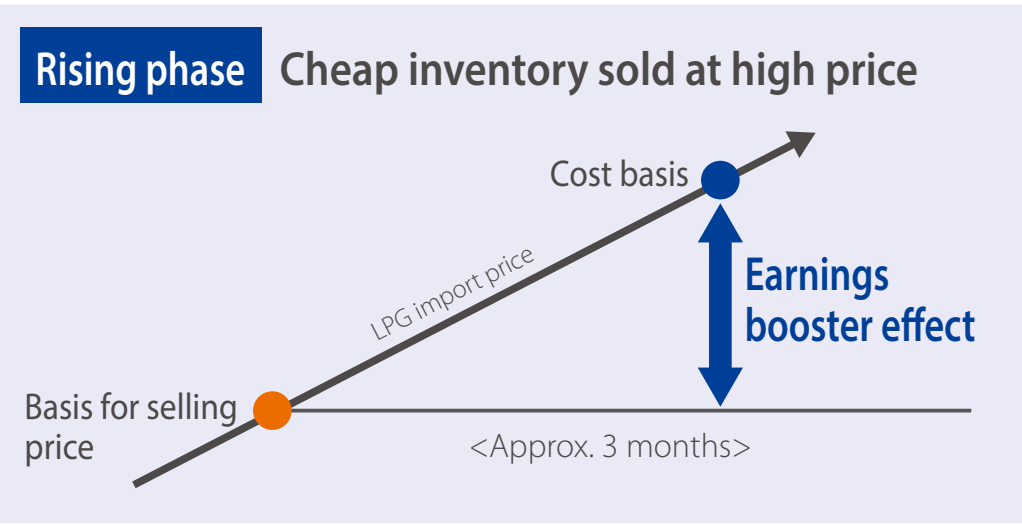 Rising phase Cheap inventory sold at high price
Cost basis
LPG import price
Earnings
booster effect
Basis for selling
price
<Approx. 3 months>